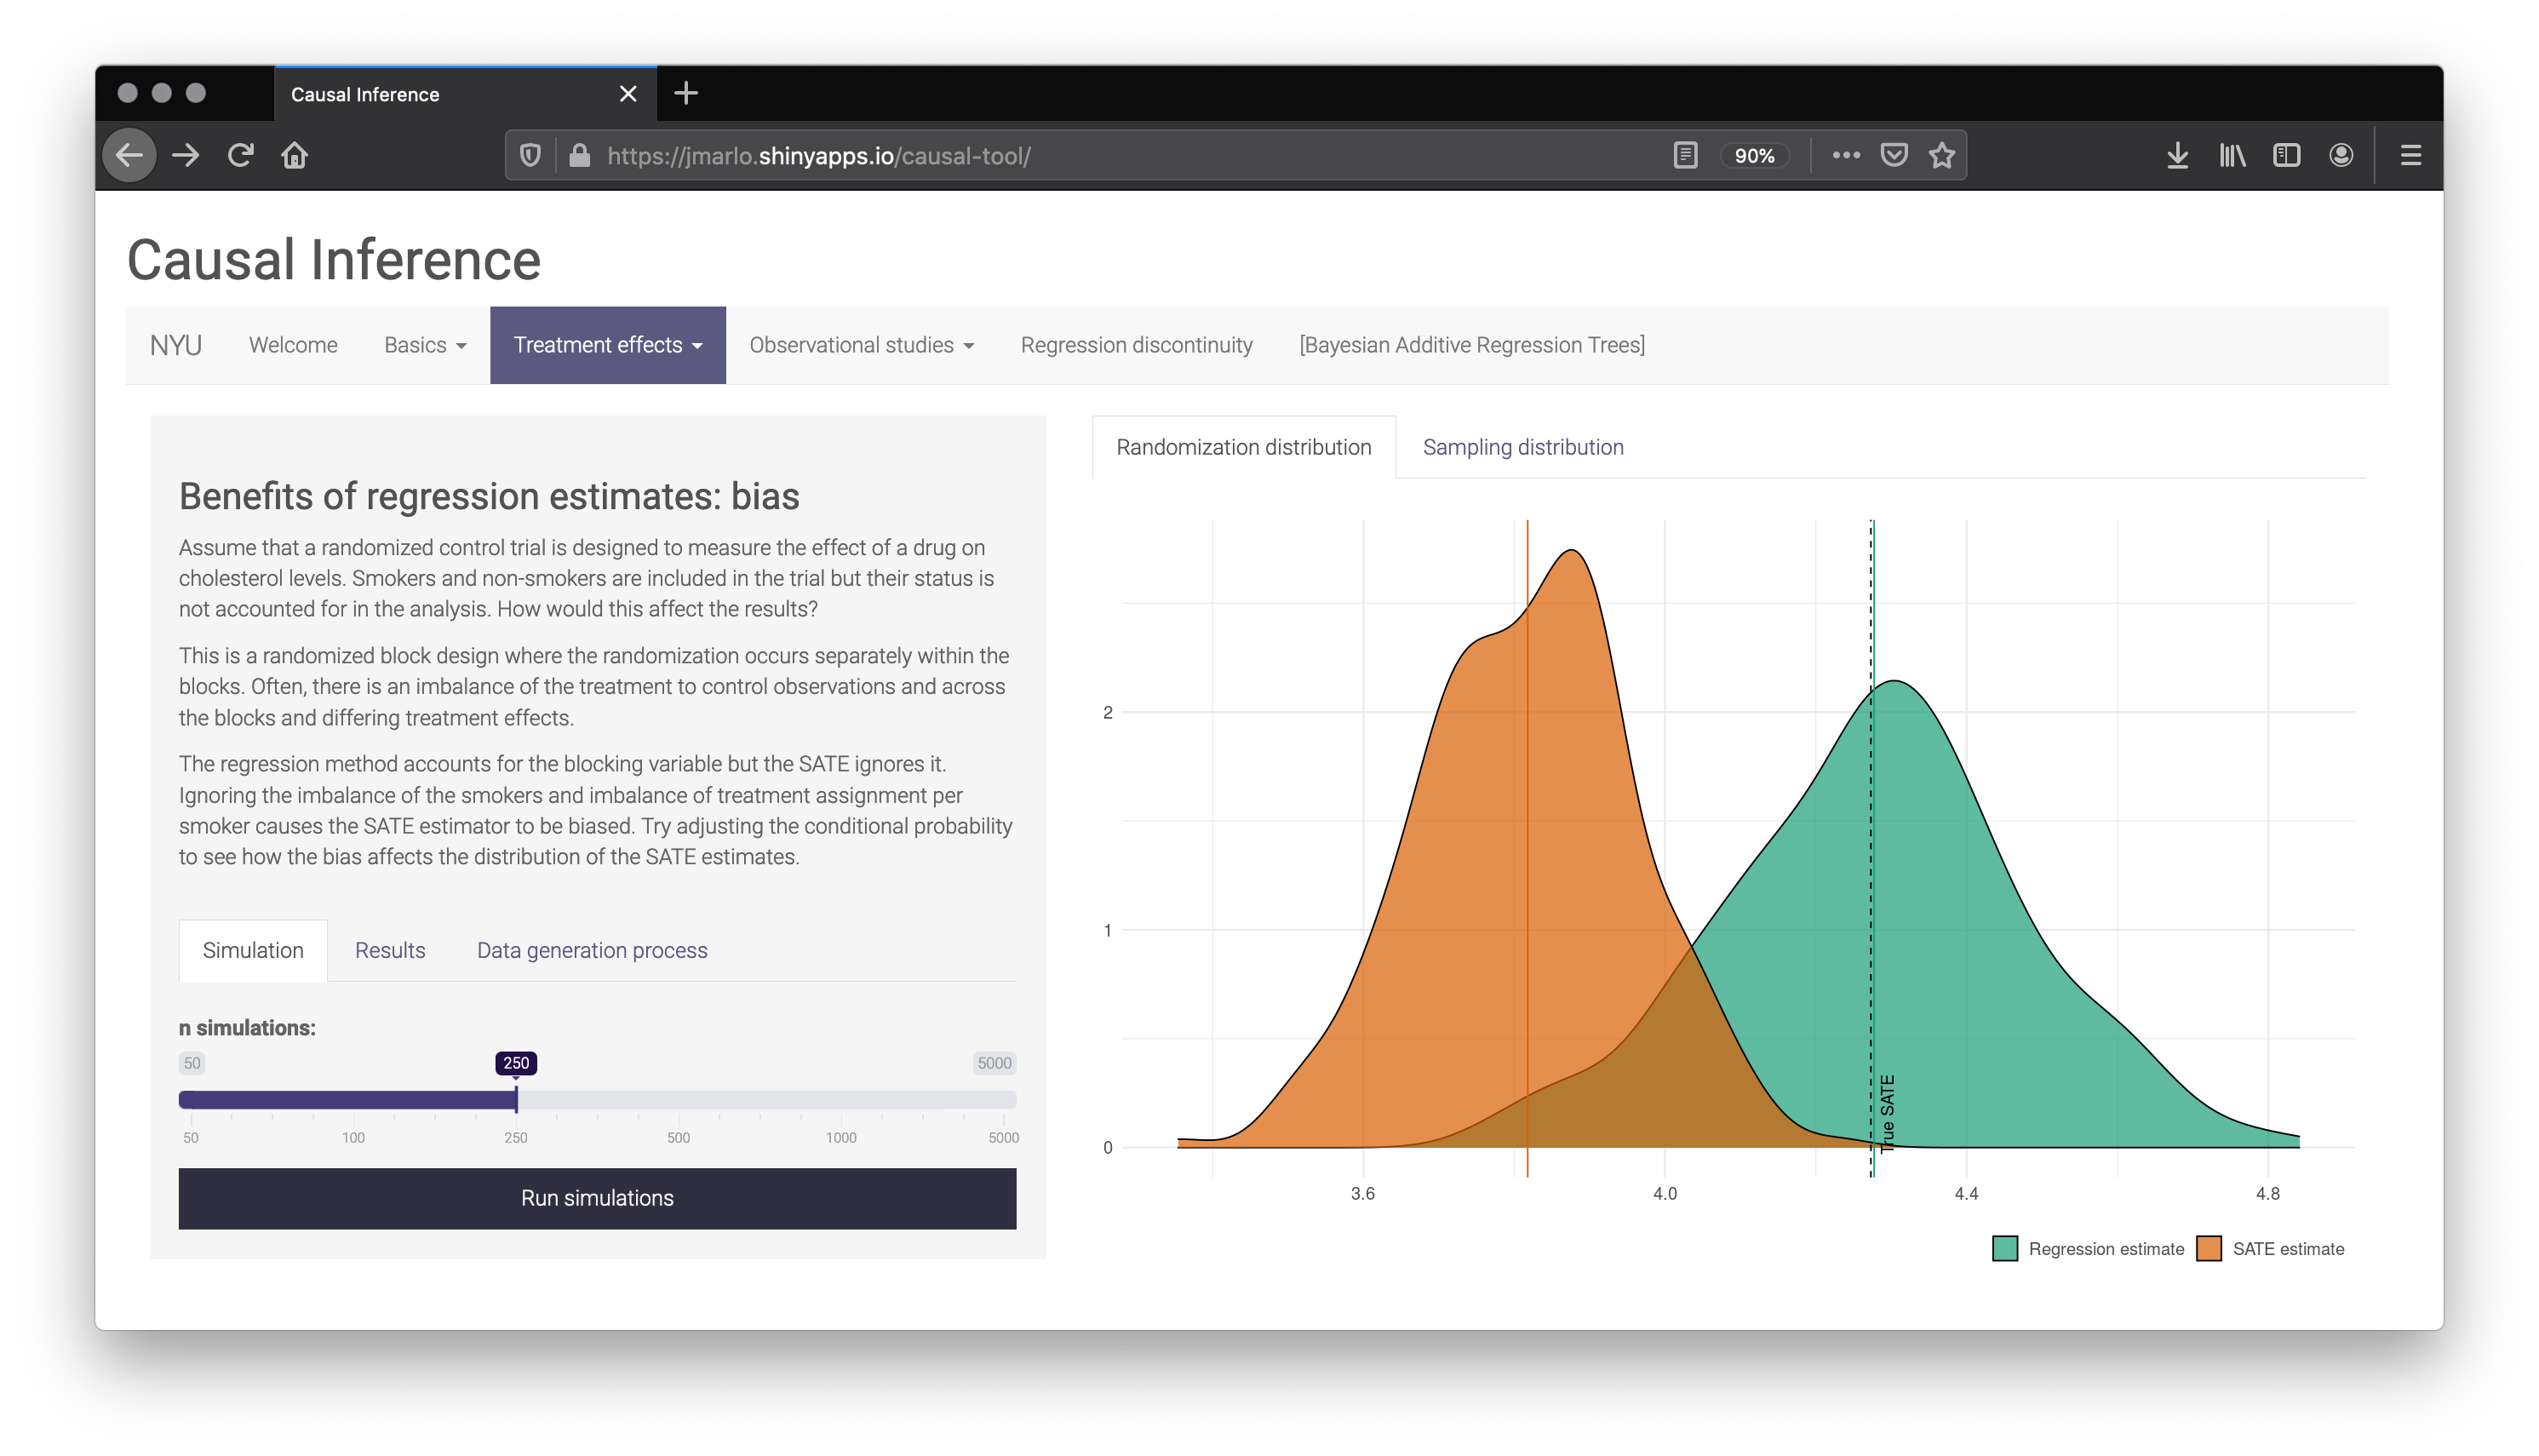 Causal Inference
https://jmarlo.shinyapps.io/causal-tool/
90%
Causal Inference
NYU Welcome Basics Treatment effects Observational studies Regression discontinuity [Bayesian Additive Regression Trees]
Benefits of regression estimates: bias
Assume that a randomized control trial is designed to measure the effect of a drug on
cholesterol levels. Smokers and non-smokers are included in the trial but their status is
not accounted for in the analysis. How would this affect the results?
This is a randomized block design where the randomization occurs separately within the
blocks. Often, there is an imbalance of the treatment to control observations and across
the blocks and differing treatment effects.
The regression method accounts for the blocking variable but the SATE ignores it.
Ignoring the imbalance of the smokers and imbalance of treatment assignment per
smoker causes the SATE estimator to be biased. Try adjusting the conditional probability
to see how the bias affects the distribution of the SATE estimates.
Simulation Results Data generation process
n simulations:
50 250 5000
50 100 250 500 1000 5000
Run simulations
Randomization distribution Sampling distribution
2
1
0
True SATE
3.6 4.0 4.4 4.8
Regression estimate SATE estimate